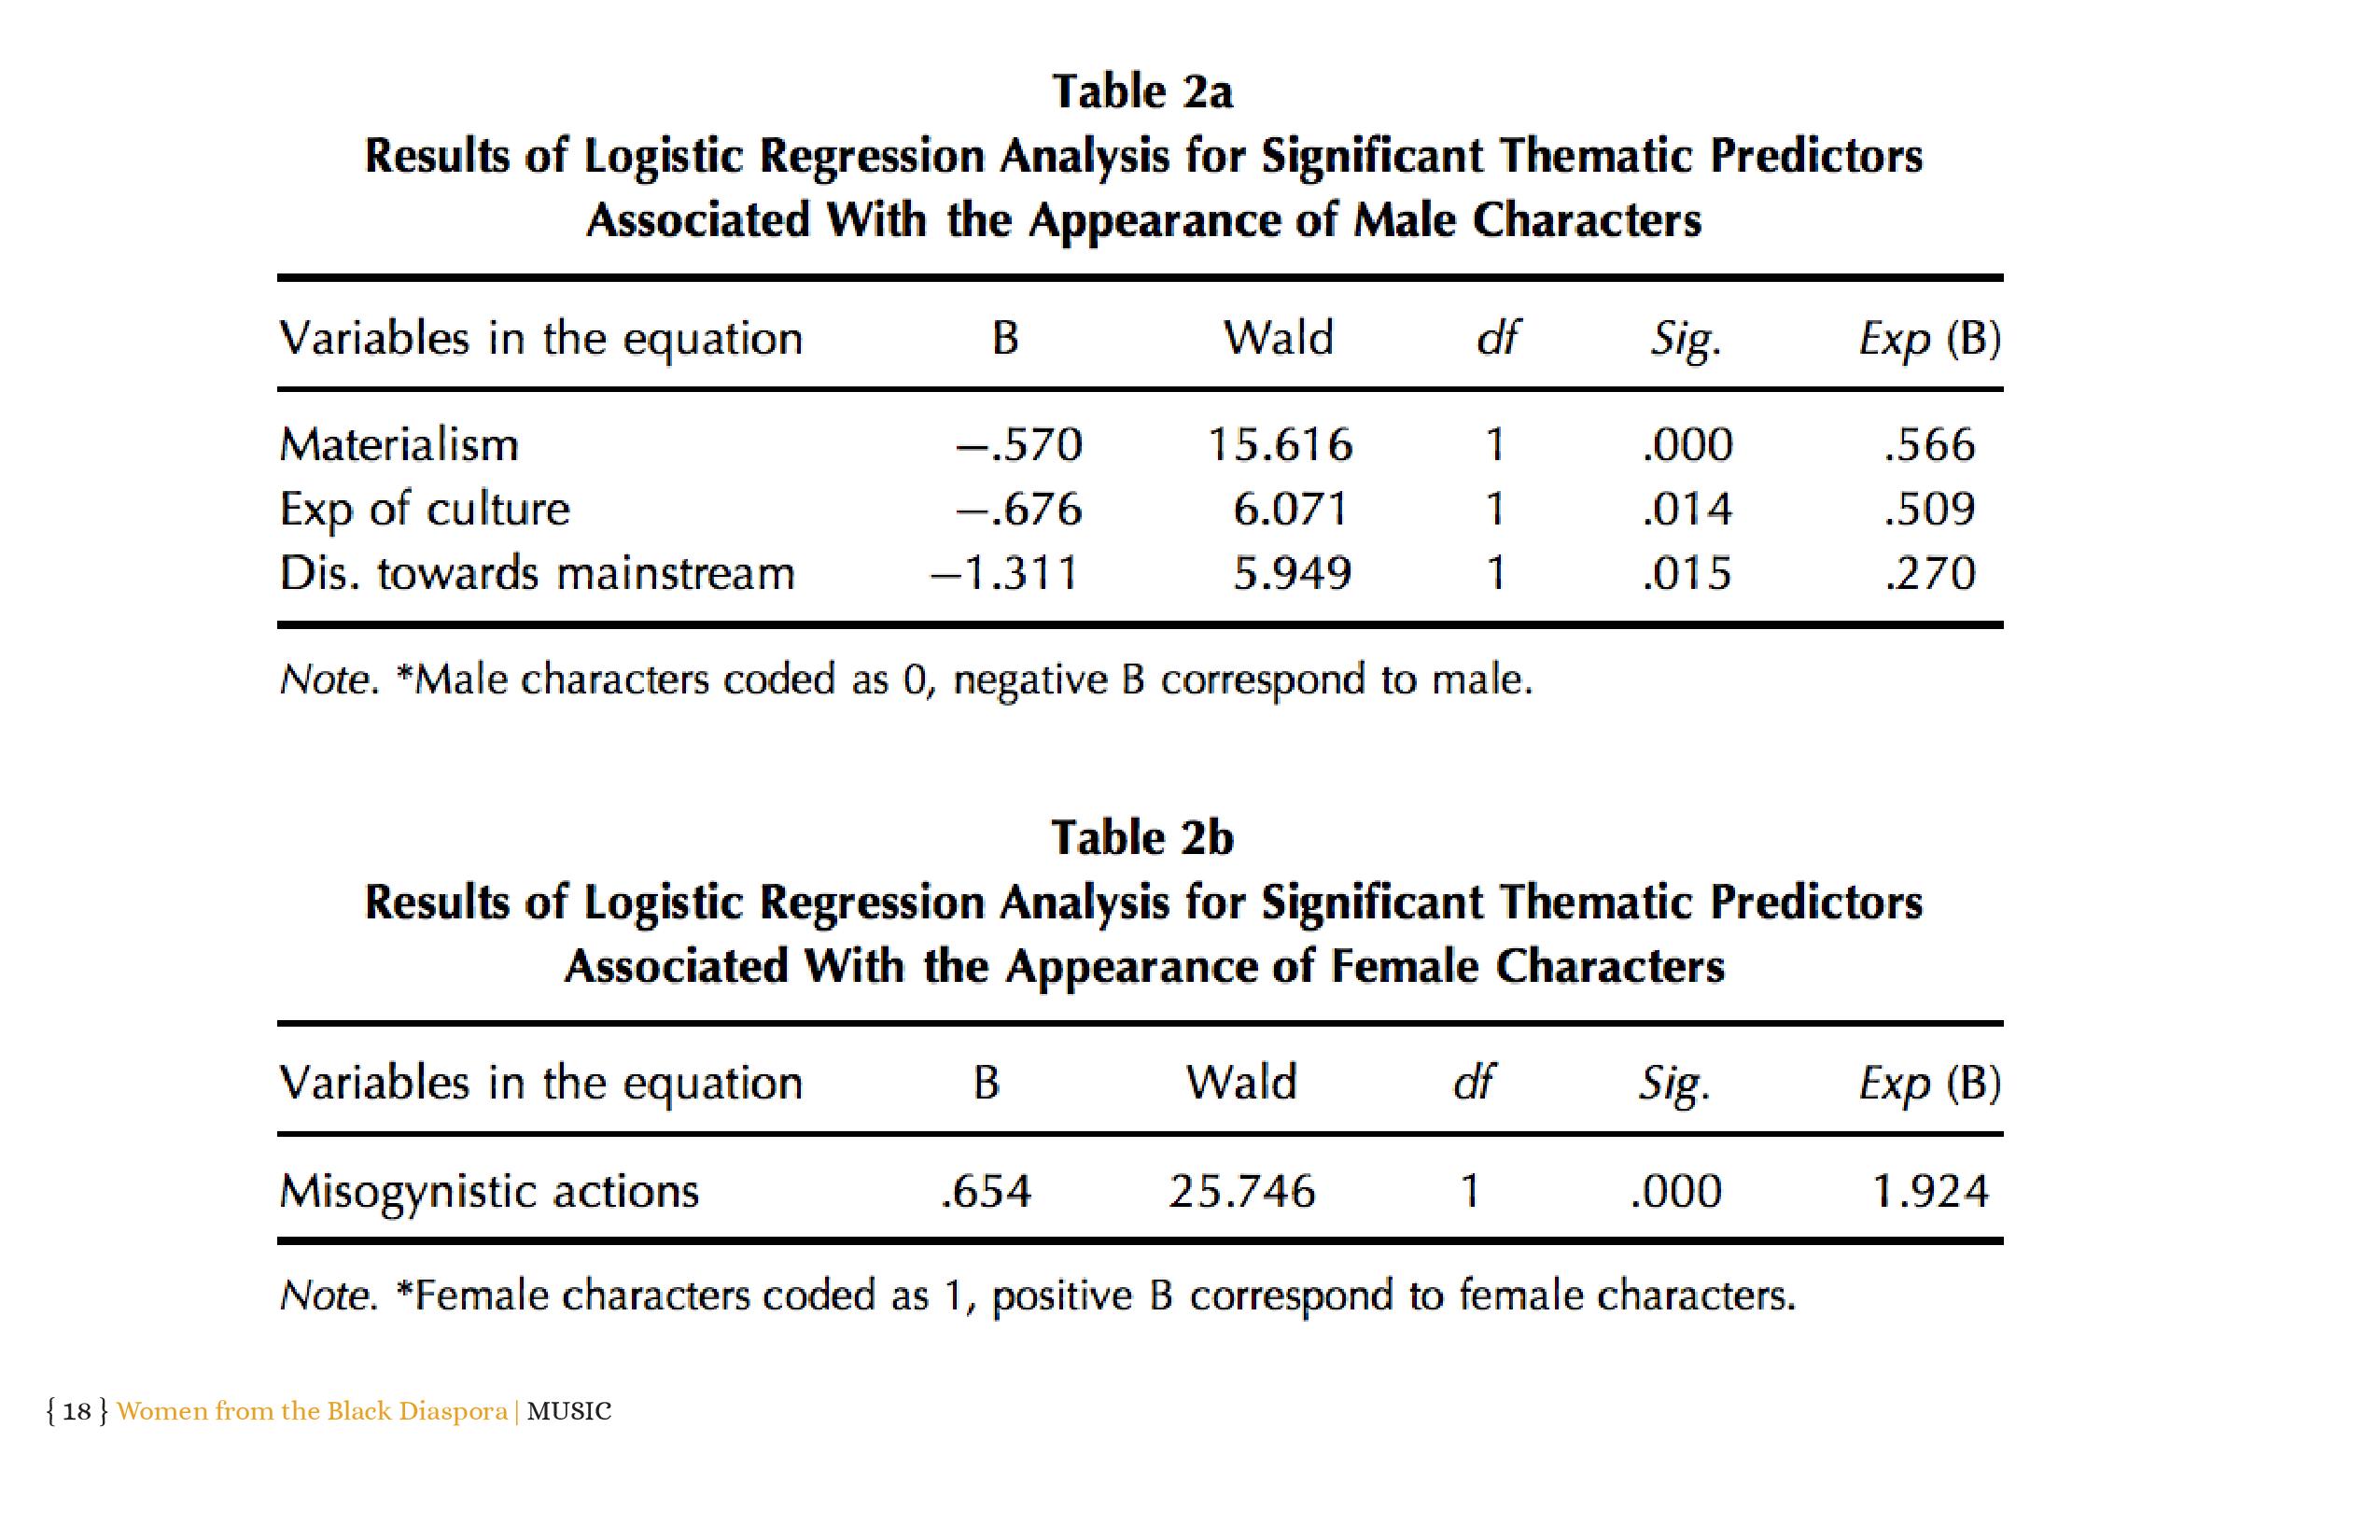 Table 2a
Results of Logistic Regression Analysis for Significant Thematic Predictors
Associated With the Appearance of Male Characters
Variables in the equation B Wald df Sig. Exp (B)
Materialism –.570 15.616 1 .000 .566
Exp of culture –.676 6.071 1 .014 .509
Dis. towards mainstream –1.311 5.949 1 .015 .270
Note. *Male characters coded as 0, negative B correspond to male.
Table 2b
Results of Logistic Regression Analysis for Significant Thematic Predictors
Associated With the Appearance of Female Characters
Variables in the equation B Wald df Sig. Exp (B)
Misogynistic actions .654 25.746 1 .000 1.924
Note. *Female characters coded as 1, positive B correspond to female characters.
{ 18 } Women from the Black Diaspora | MUSIC